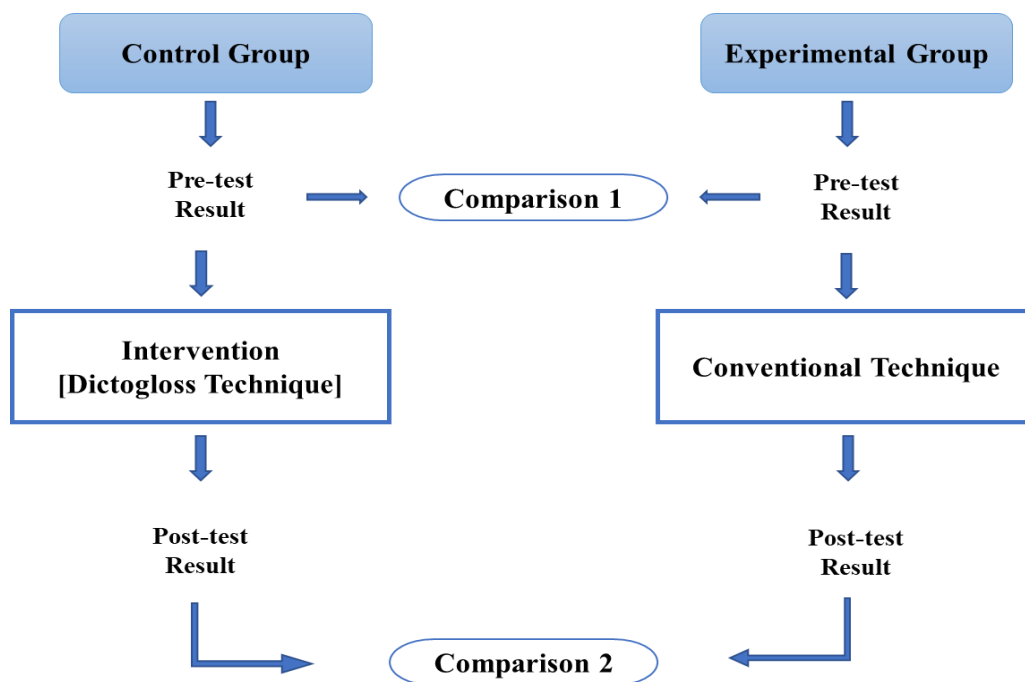 Control Group
Experimental Group
Pre-test
Result
Comparison 1
Pre-test
Result
Intervention
[Dictogloss Technique]
Conventional Technique
Post-test
Result
Post-test
Result
Comparison 2